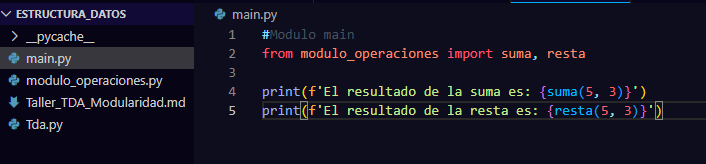 ESTRUCTURA_DATOS
__pycache__
main.py
modulo_operaciones.py
Taller_TDA_Modularidad.md
Tda.py
main.py
1 #Modulo main
2 from modulo_operaciones import suma, resta
3
4 print(f'El resultado de la suma es: {suma(5, 3)}')
5 print(f'El resultado de la resta es: {resta(5, 3)}')